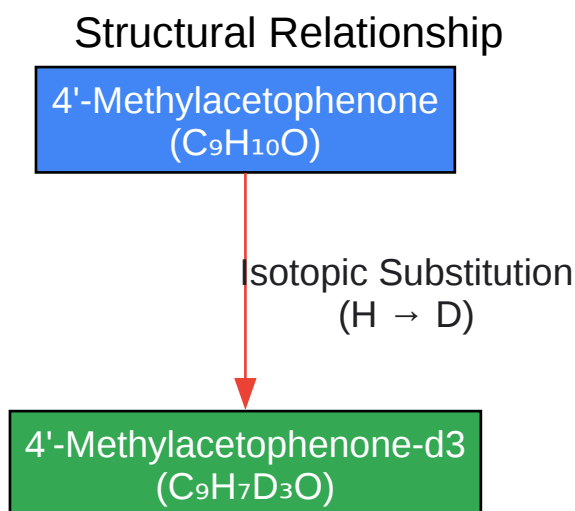 Structural Relationship
4'-Methylacetophenone
(C₉H₁₀O)
Isotopic Substitution
(H → D)
4'-Methylacetophenone-d3
(C₉H₇D₃O)